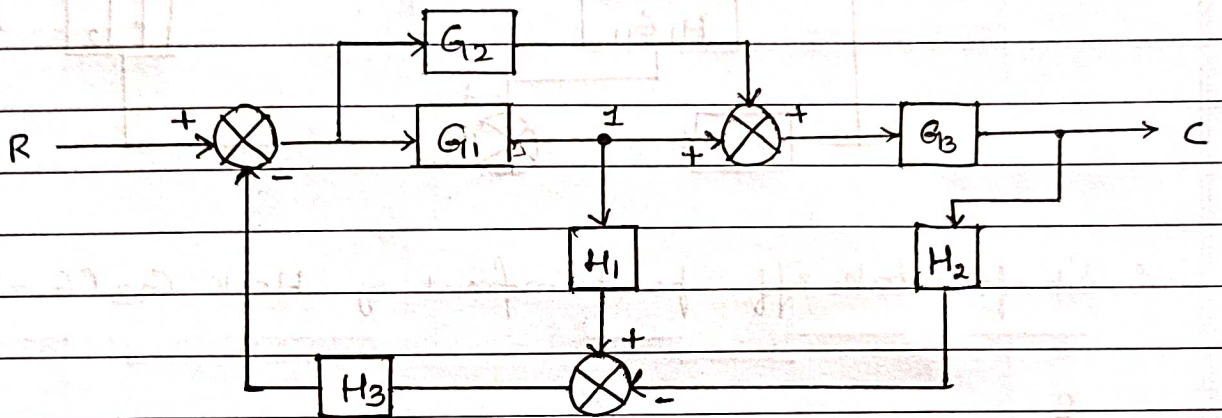 G2
R + G1 1 + + G3 C
-
H1 H2
+
H3 -